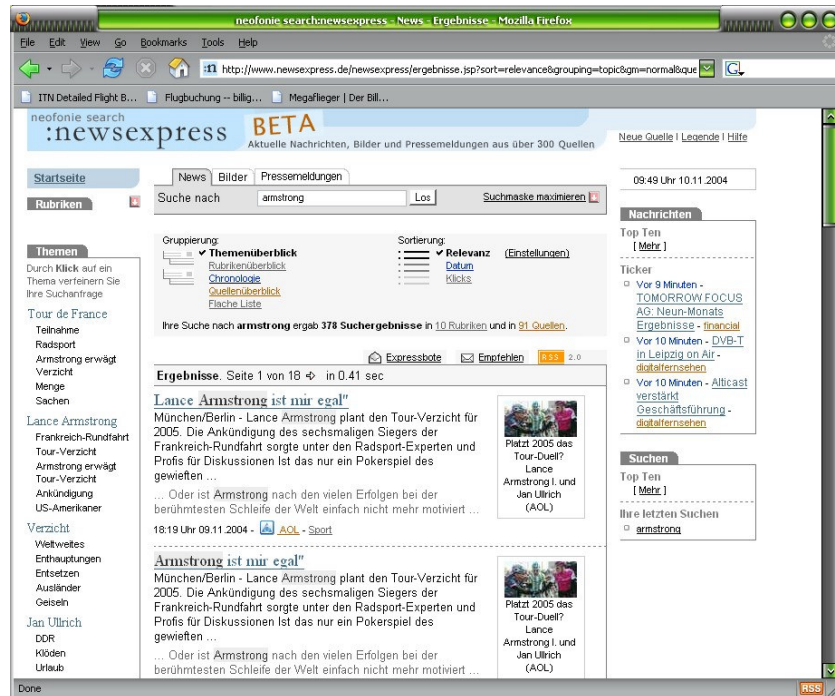 neofonie search:newsexpress - News - Ergebnisse - Mozilla Firefox
File Edit View Go Bookmarks Tools Help
:n http://www.newsexpress.de/newsexpress/ergebnisse.jsp?sort=relevance&grouping=topic&gm=normal&que
G
ITN Detailed Flight B... Flugbuchung -- billig... Megaflieger | Der Bill...
neofonie search
:newsexpress BETA
Aktuelle Nachrichten, Bilder und Pressemeldungen aus über 300 Quellen
Neue Quelle | Legende | Hilfe
Startseite
Rubriken
Themen
Durch Klick auf ein
Thema verfeinern Sie
Ihre Suchanfrage
Tour de France
Teilnahme
Radsport
Armstrong erwägt
Verzicht
Menge
Sachen
Lance Armstrong
Frankreich-Rundfahrt
Tour-Verzicht
Armstrong erwägt
Tour-Verzicht
Ankündigung
US-Amerikaner
Verzicht
Weltweites
Enthauptungen
Entsetzen
Ausländer
Geiseln
Jan Ullrich
DDR
Klöden
Urlaub
News Bilder Pressemeldungen
Suche nach armstrong Los Suchmaske maximieren
Gruppierung:
Themenüberblick
Rubrikenüberblick
Chronologie
Quellenüberblick
Flache Liste
Sortierung:
Relevanz (Einstellungen)
Datum
Klicks
Ihre Suche nach armstrong ergab 378 Suchergebnisse in 10 Rubriken und in 91 Quellen.
Expressbote Empfehlen RSS 2.0
Ergebnisse. Seite 1 von 18 in 0.41 sec
Lance Armstrong ist mir egal"
München/Berlin - Lance Armstrong plant den Tour-Verzicht für
2005. Die Ankündigung des sechsmaligen Siegers der
Frankreich-Rundfahrt sorgte unter den Radsport-Experten und
Profis für Diskussionen Ist das nur ein Pokerspiel des
gewieften ...
... Oder ist Armstrong nach den vielen Erfolgen bei der
berühmtesten Schleife der Welt einfach nicht mehr motiviert ...
18:19 Uhr 09.11.2004 - AOL - Sport
Platzt 2005 das
Tour-Duell?
Lance
Armstrong l. und
Jan Ullrich
(AOL)
Armstrong ist mir egal"
München/Berlin - Lance Armstrong plant den Tour-Verzicht für
2005. Die Ankündigung des sechsmaligen Siegers der
Frankreich-Rundfahrt sorgte unter den Radsport-Experten und
Profis für Diskussionen Ist das nur ein Pokerspiel des
gewieften ...
... Oder ist Armstrong nach den vielen Erfolgen bei der
berühmtesten Schleife der Welt einfach nicht mehr motiviert ...
Platzt 2005 das
Tour-Duell?
Lance
Armstrong l. und
Jan Ullrich
(AOL)
09:49 Uhr 10.11.2004
Nachrichten
Top Ten
[ Mehr ]
Ticker
Vor 9 Minuten -
TOMORROW FOCUS
AG: Neun-Monats
Ergebnisse - financial
Vor 10 Minuten - DVB-T
in Leipzig on Air -
digitalfernsehen
Vor 10 Minuten - Alticast
verstärkt
Geschäftsführung -
digitalfernsehen
Suchen
Top Ten
[ Mehr ]
Ihre letzten Suchen
armstrong
Done
RSS